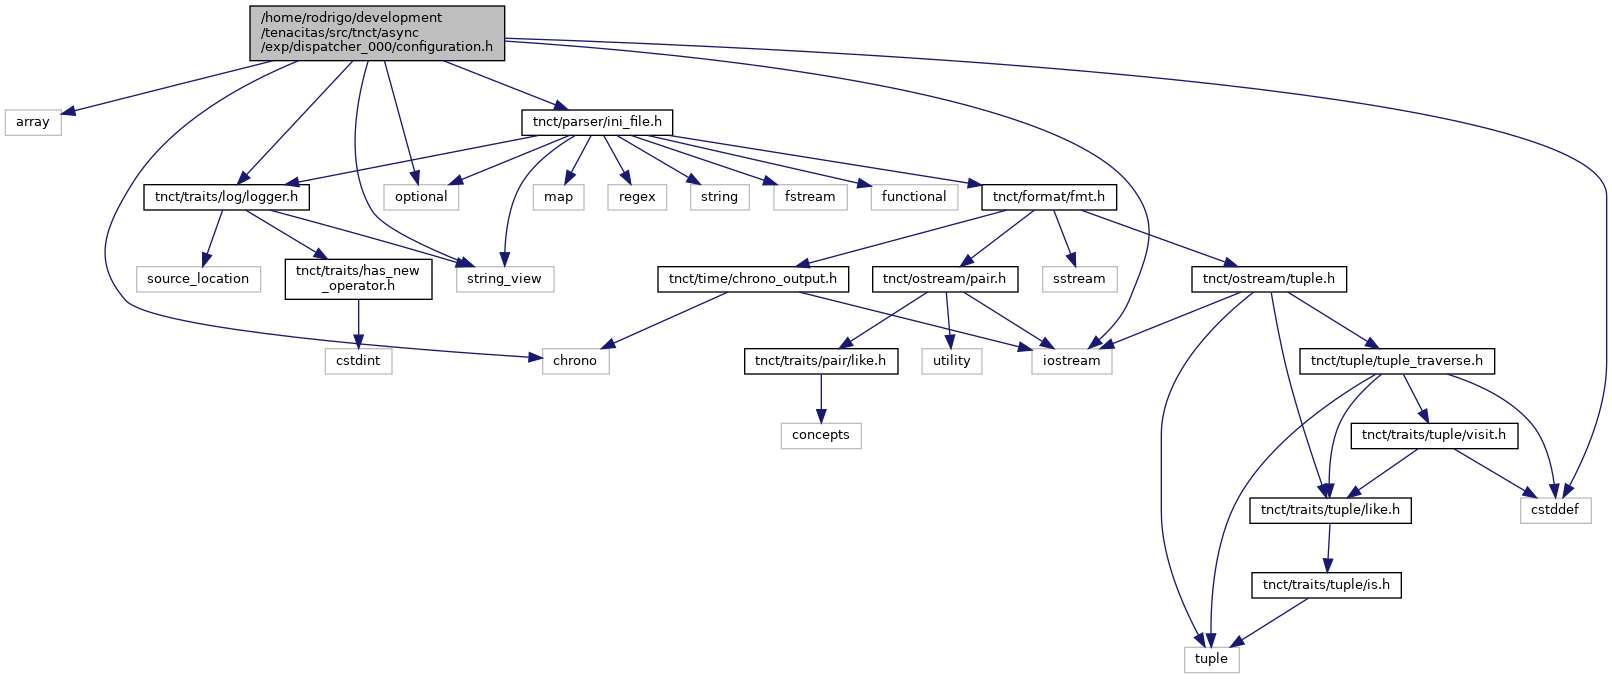 /home/rodrigo/development
/tenacitas/src/tnct/async
/exp/dispatcher_000/configuration.h
array
tnct/parser/ini_file.h
tnct/traits/log/logger.h
optional
map
regex
string
fstream
functional
tnct/format/fmt.h
source_location
tnct/traits/has_new
_operator.h
string_view
tnct/time/chrono_output.h
tnct/ostream/pair.h
sstream
tnct/ostream/tuple.h
cstdint
chrono
tnct/traits/pair/like.h
utility
iostream
tnct/tuple/tuple_traverse.h
concepts
tnct/traits/tuple/visit.h
tnct/traits/tuple/like.h
cstddef
tnct/traits/tuple/is.h
tuple